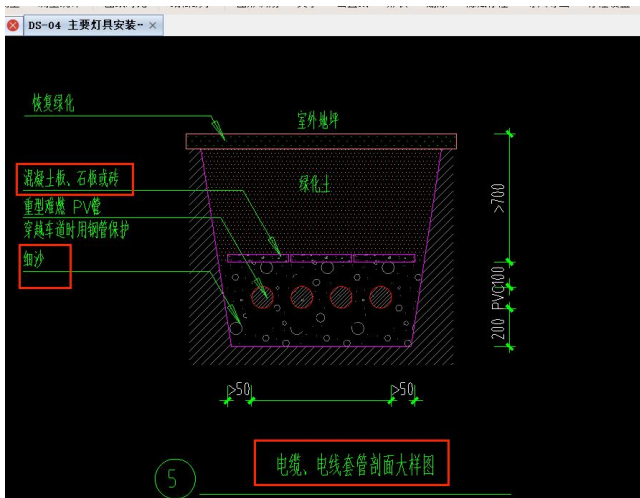 DS-04 主要灯具安装··
恢复绿化
室外地坪
混凝土板、石板或砖
绿化土
重型难燃 PV管
穿越车道时用钢管保护
细沙
>700
100
PVC
200
>50
>50
5
电缆、电线套管剖面大样图